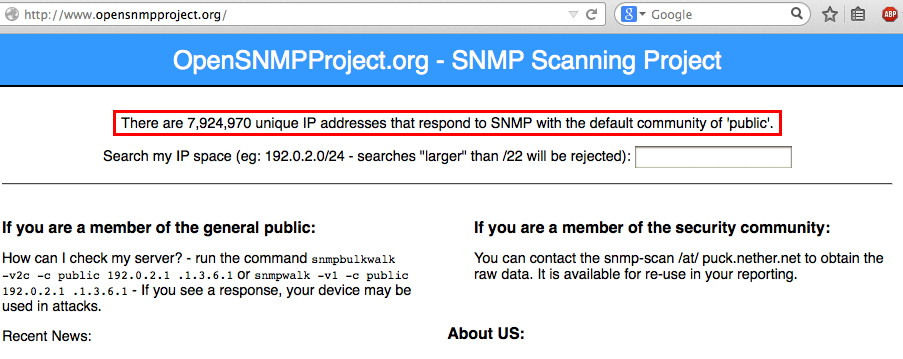 http://www.opensnmpproject.org/
Google
ABP
OpenSNMPProject.org - SNMP Scanning Project
There are 7,924,970 unique IP addresses that respond to SNMP with the default community of 'public'.
Search my IP space (eg: 192.0.2.0/24 - searches "larger" than /22 will be rejected):
If you are a member of the general public:
How can I check my server? - run the command snmpbulkwalk
-v2c -c public 192.0.2.1 .1.3.6.1 or snmpwalk -v1 -c public
192.0.2.1 .1.3.6.1 - If you see a response, your device may be
used in attacks.
Recent News:
If you are a member of the security community:
You can contact the snmp-scan /at/ puck.nether.net to obtain the
raw data. It is available for re-use in your reporting.
About US: